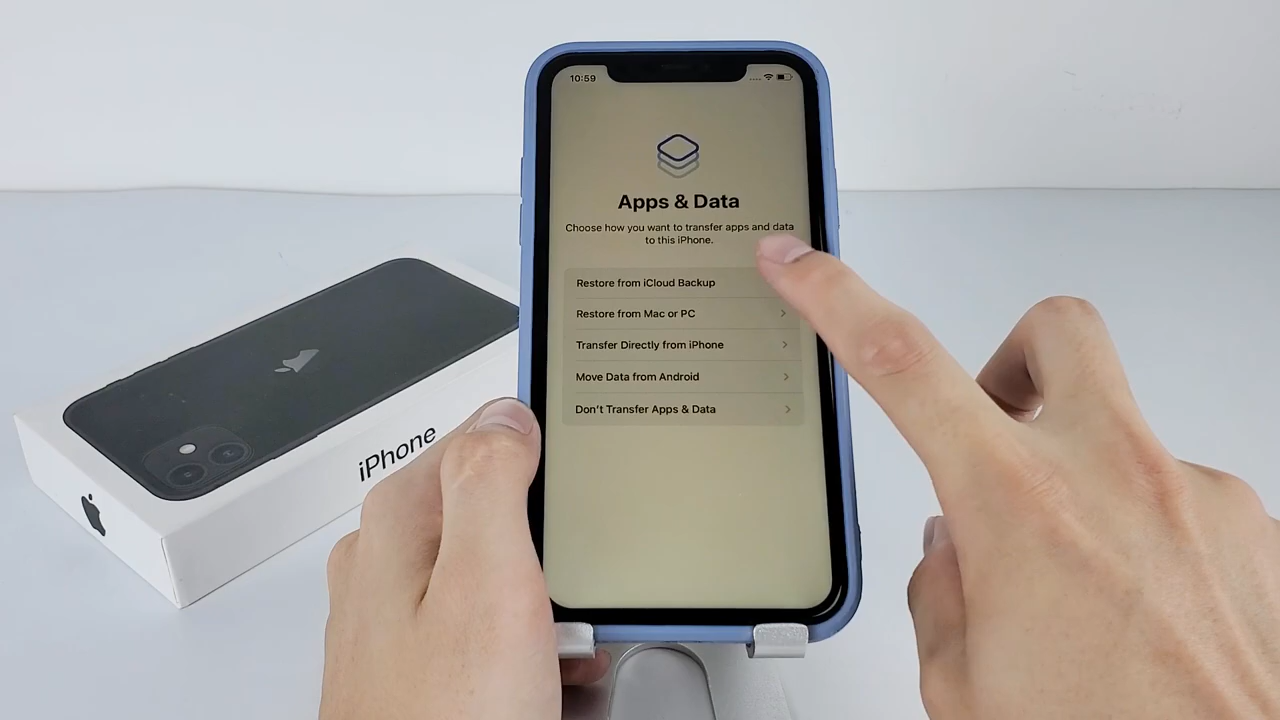 10:59
Apps & Data
Choose how you want to transfer apps and data
to this iPhone.
Restore from iCloud Backup
Restore from Mac or PC
Transfer Directly from iPhone
Move Data from Android
Don't Transfer Apps & Data
iPhone